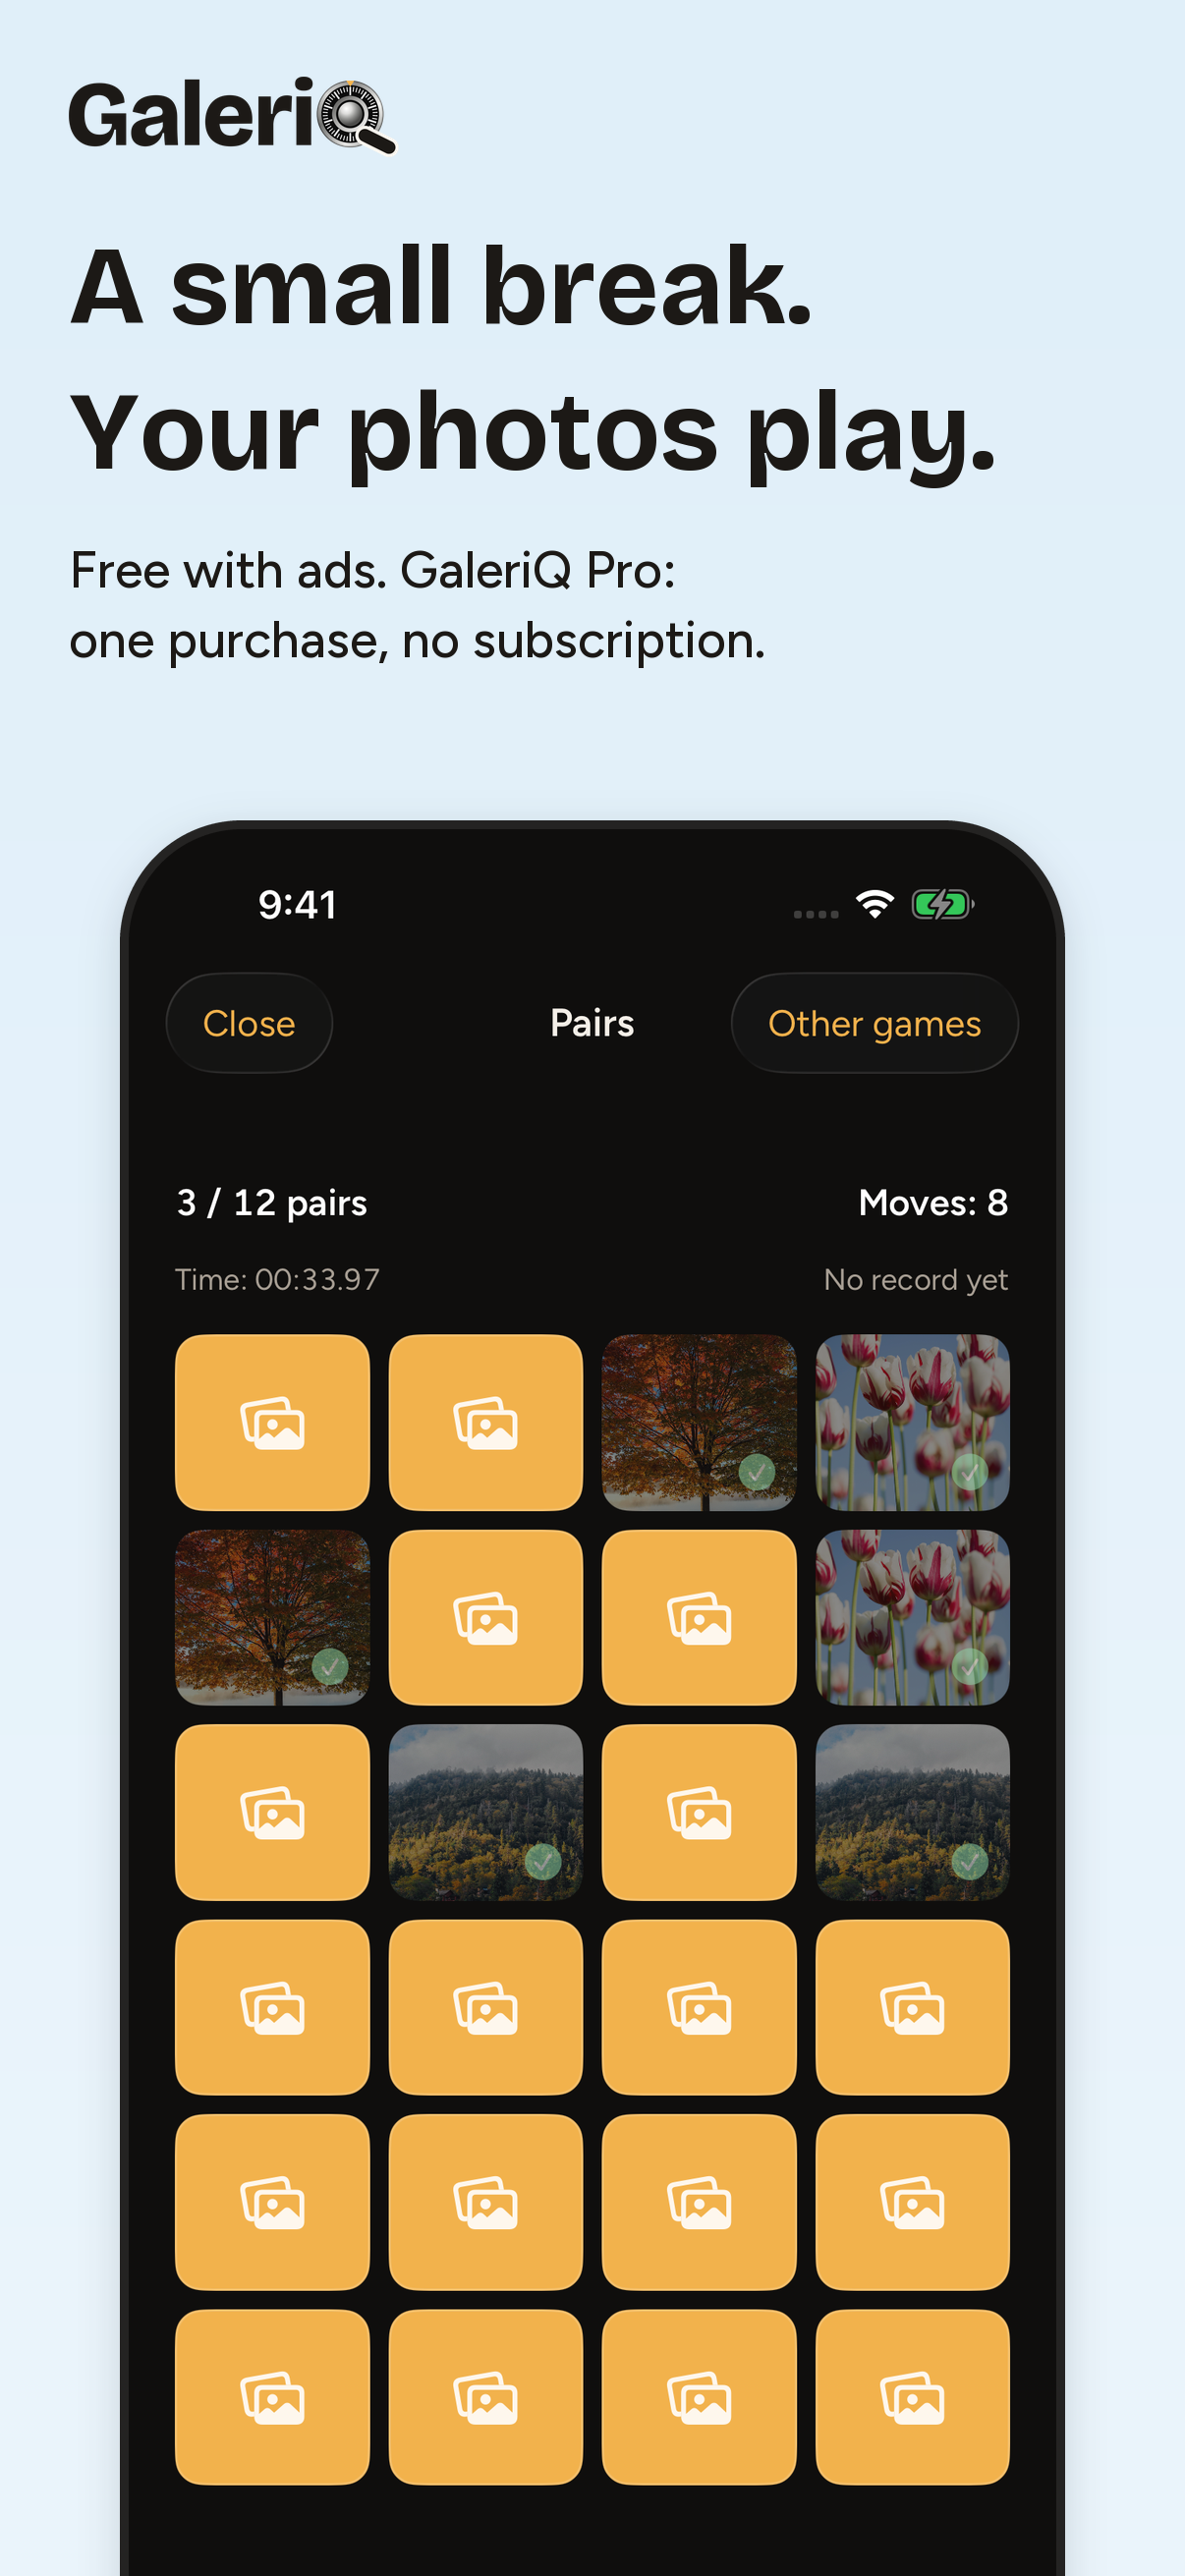 GaleriQ
A small break.
Your photos play.
Free with ads. GaleriQ Pro:
one purchase, no subscription.
9:41
Close
Pairs
Other games
3 / 12 pairs
Moves: 8
Time: 00:33.97
No record yet